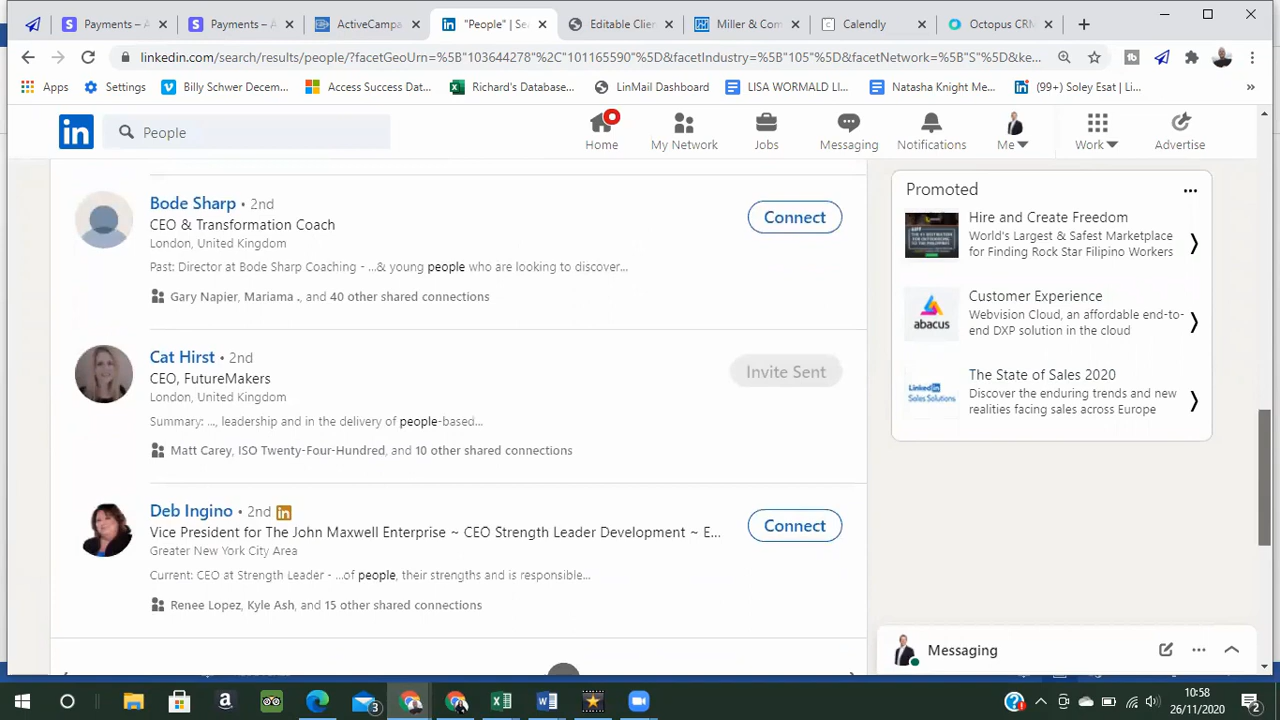 Payments – A
Payments – A
ActiveCampa
"People" | Sea
Editable Clie
Miller & Com
Calendly
Octopus CRM
linkedin.com/search/results/people/?facetGeoUrn=%5B"103644278"%2C"101165590"%5D&facetIndustry=%5B"105"%5D&facetNetwork=%5B"S"%5D&ke...
Apps
Settings
Billy Schwer Decem...
Access Success Dat...
Richard's Database...
LinMail Dashboard
LISA WORMALD LI...
Natasha Knight Me...
(99+) Soley Esat | Li...
»
in
People
Home
My Network
Jobs
Messaging
Notifications
Me
Work
Advertise
Bode Sharp • 2nd
CEO & Transformation Coach
London, United Kingdom
Past: Director at Bode Sharp Coaching - ...& young people who are looking to discover...
Gary Napier, Mariama ., and 40 other shared connections
Connect
Cat Hirst • 2nd
CEO, FutureMakers
London, United Kingdom
Summary: ..., leadership and in the delivery of people-based...
Matt Carey, ISO Twenty-Four-Hundred, and 10 other shared connections
Invite Sent
Deb Ingino • 2nd in
Vice President for The John Maxwell Enterprise ~ CEO Strength Leader Development ~ E...
Greater New York City Area
Current: CEO at Strength Leader - ...of people, their strengths and is responsible...
Renee Lopez, Kyle Ash, and 15 other shared connections
Connect
Promoted
Hire and Create Freedom
World's Largest & Safest Marketplace
for Finding Rock Star Filipino Workers
Customer Experience
Webvision Cloud, an affordable end-to-
end DXP solution in the cloud
abacus
The State of Sales 2020
Discover the enduring trends and new
realities facing sales across Europe
LinkedIn
Sales Solutions
Messaging
3
10:58
26/11/2020
2